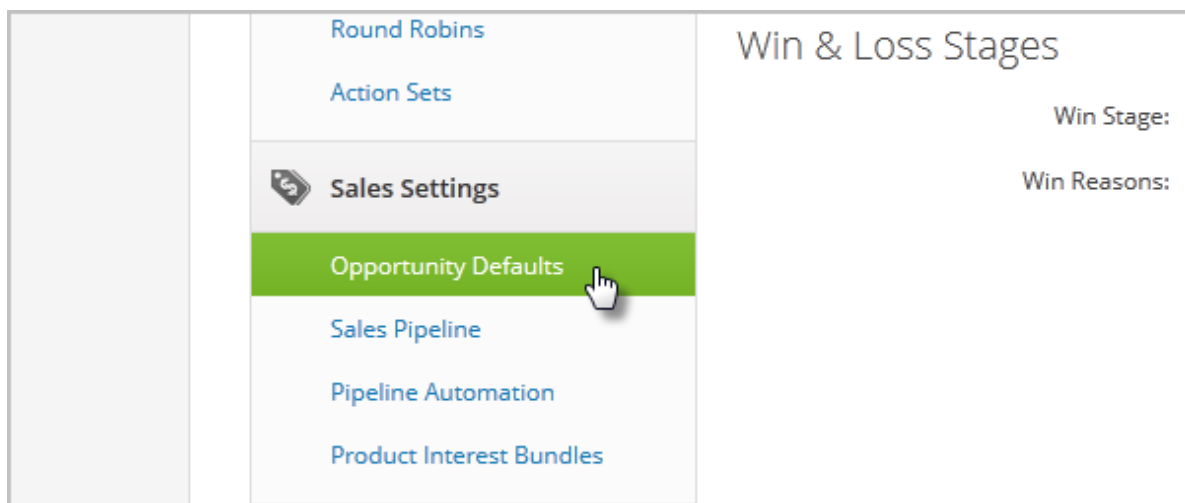 Round Robins
Action Sets
Sales Settings
Opportunity Defaults
Sales Pipeline
Pipeline Automation
Product Interest Bundles
Win & Loss Stages
Win Stage:
Win Reasons: